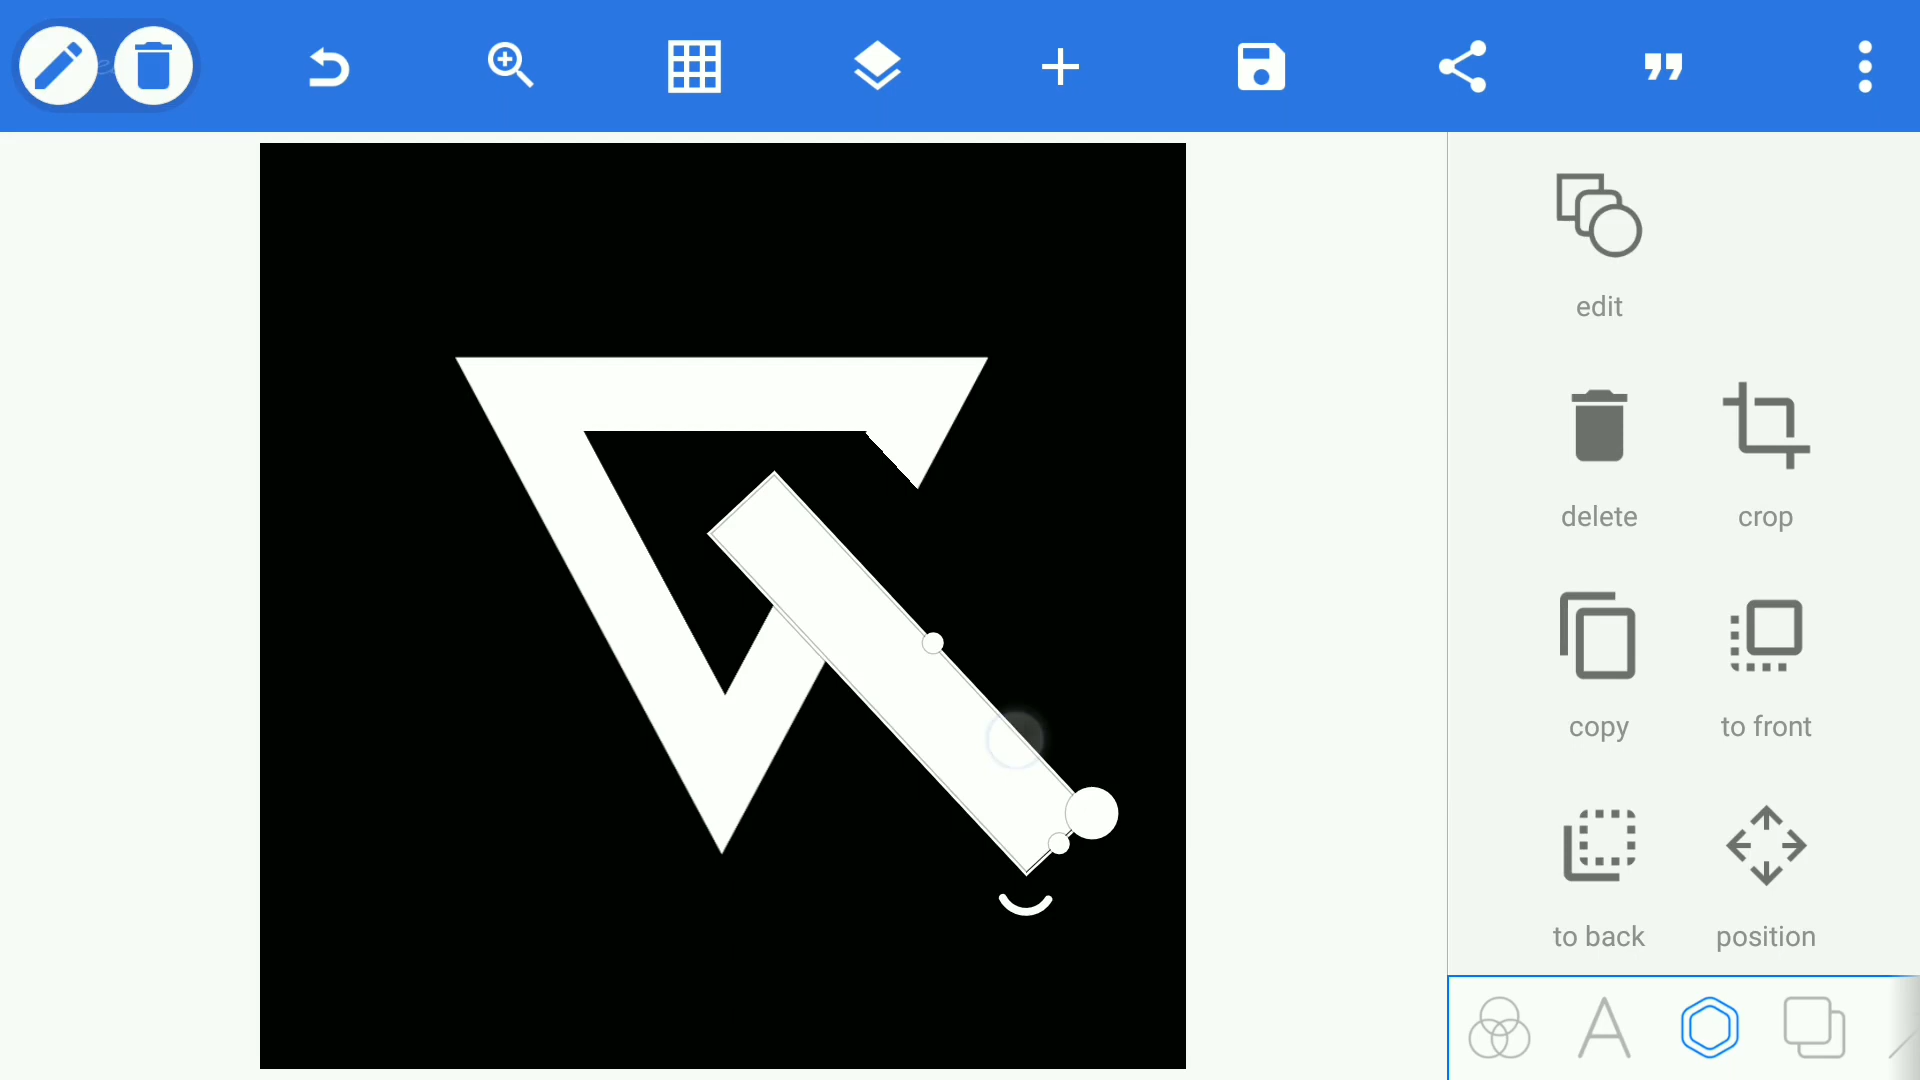 edit
delete
crop
copy
to front
to back
position